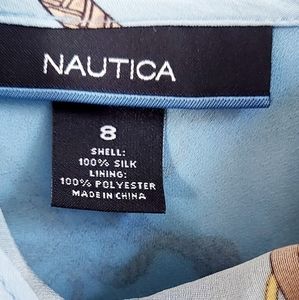 NAUTICA
8
SHELL:
100% SILK
LINING:
100% POLYESTER
MADE IN CHINA